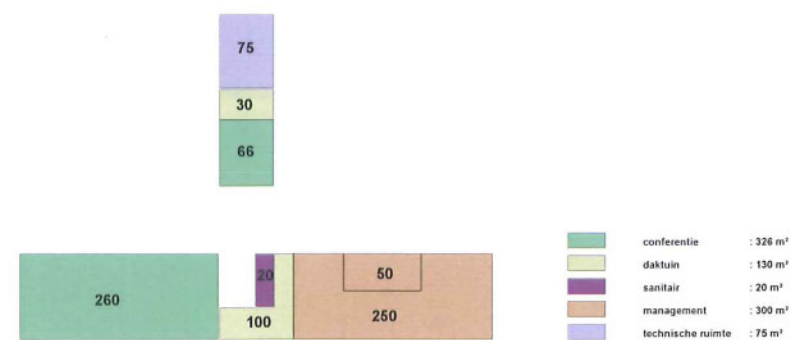 75
30
66
260
20
100
50
250
conferentie : 326 m²
daktuin : 130 m²
sanitair : 20 m²
management : 300 m²
technische ruimte : 75 m²